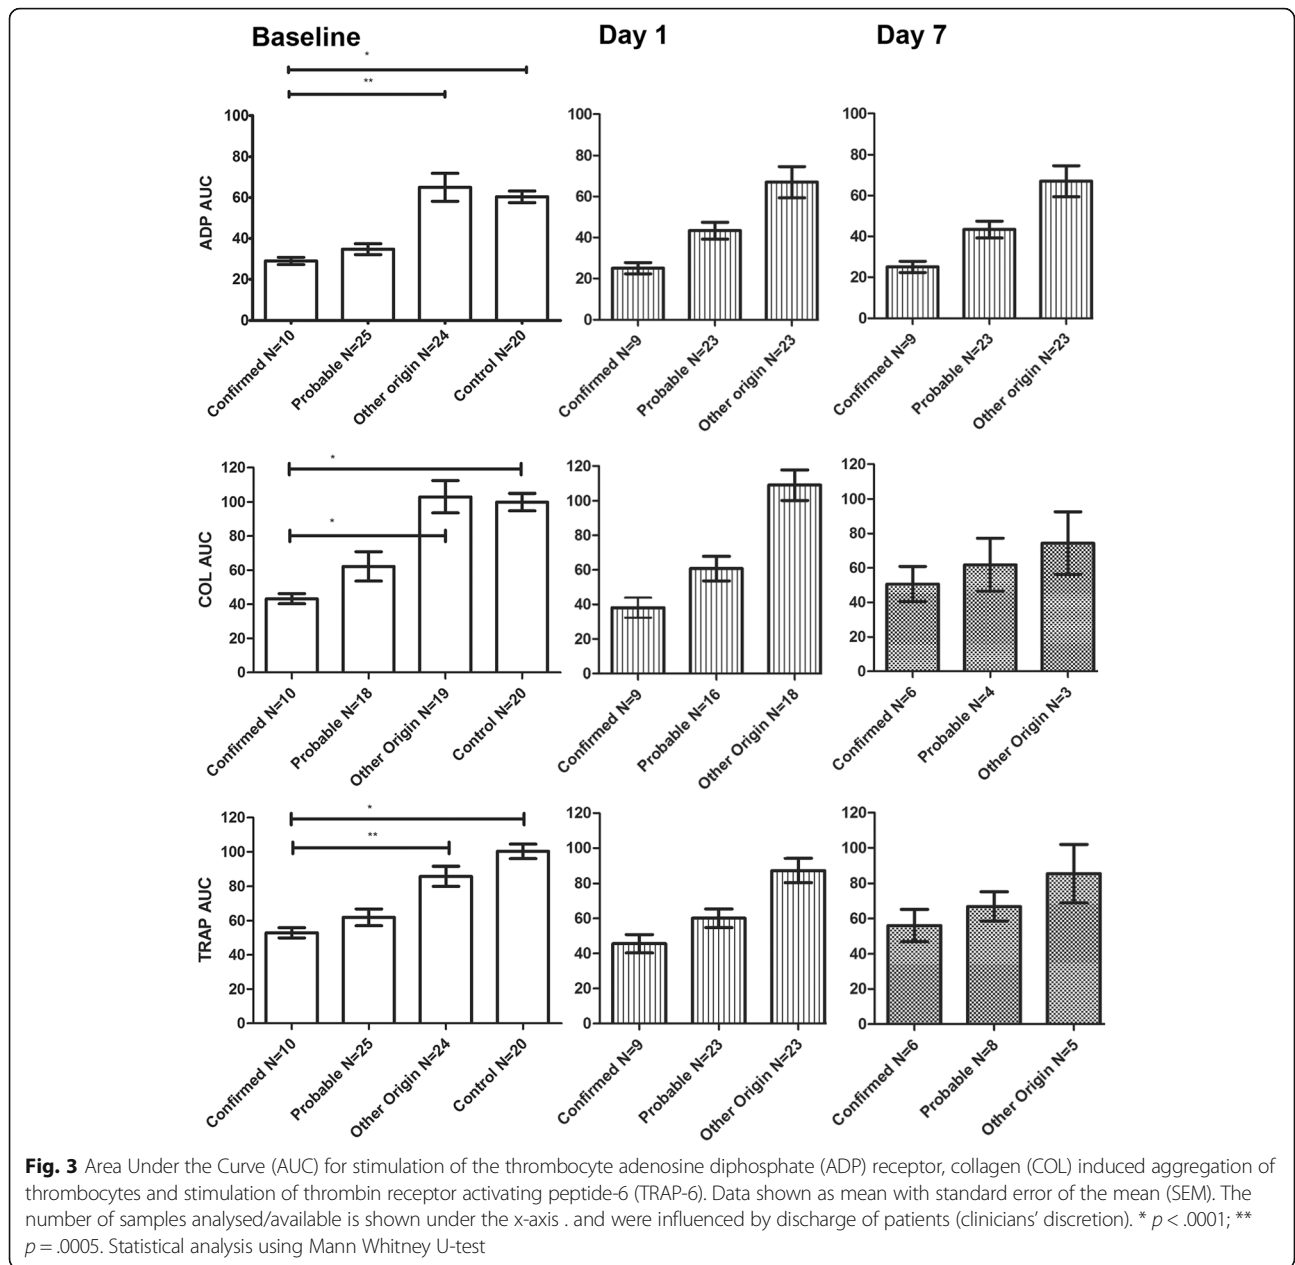 Baseline
Day 1
Day 7
*
**
ADP AUC
100
80
60
40
20
0
Confirmed N=10
Probable N=25
Other origin N=24
Control N=20
100
80
60
40
20
0
Confirmed N=9
Probable N=23
Other origin N=23
100
80
60
40
20
0
Confirmed N=9
Probable N=23
Other origin N=23
*
*
COL AUC
120
100
80
60
40
20
0
Confirmed N=10
Probable N=18
Other Origin N=19
Control N=20
120
100
80
60
40
20
0
Confirmed N=9
Probable N=16
Other Origin N=18
120
100
80
60
40
20
0
Confirmed N=6
Probable N=4
Other Origin N=3
*
**
TRAP AUC
120
100
80
60
40
20
0
Confirmed N=10
Probable N=25
Other Origin N=24
Control N=20
120
100
80
60
40
20
0
Confirmed N=9
Probable N=23
Other Origin N=23
120
100
80
60
40
20
0
Confirmed N=6
Probable N=8
Other Origin N=5
Fig. 3 Area Under the Curve (AUC) for stimulation of the thrombocyte adenosine diphosphate (ADP) receptor, collagen (COL) induced aggregation of
thrombocytes and stimulation of thrombin receptor activating peptide-6 (TRAP-6). Data shown as mean with standard error of the mean (SEM). The
number of samples analysed/available is shown under the x-axis . and were influenced by discharge of patients (clinicians’ discretion). * p < .0001; **
p = .0005. Statistical analysis using Mann Whitney U-test